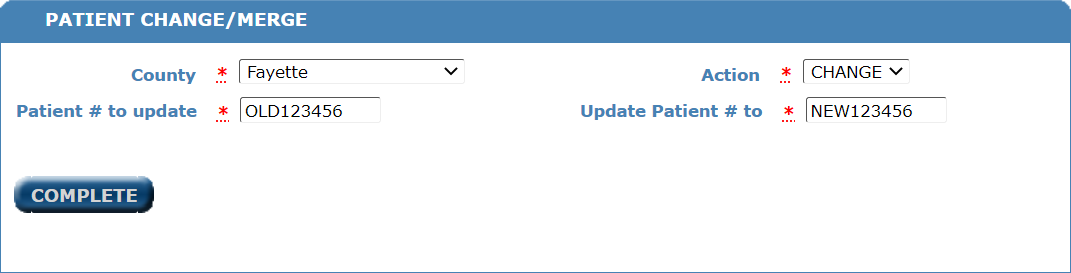 PATIENT CHANGE/MERGE
County * Fayette Action * CHANGE
Patient # to update * OLD123456 Update Patient # to * NEW123456
COMPLETE